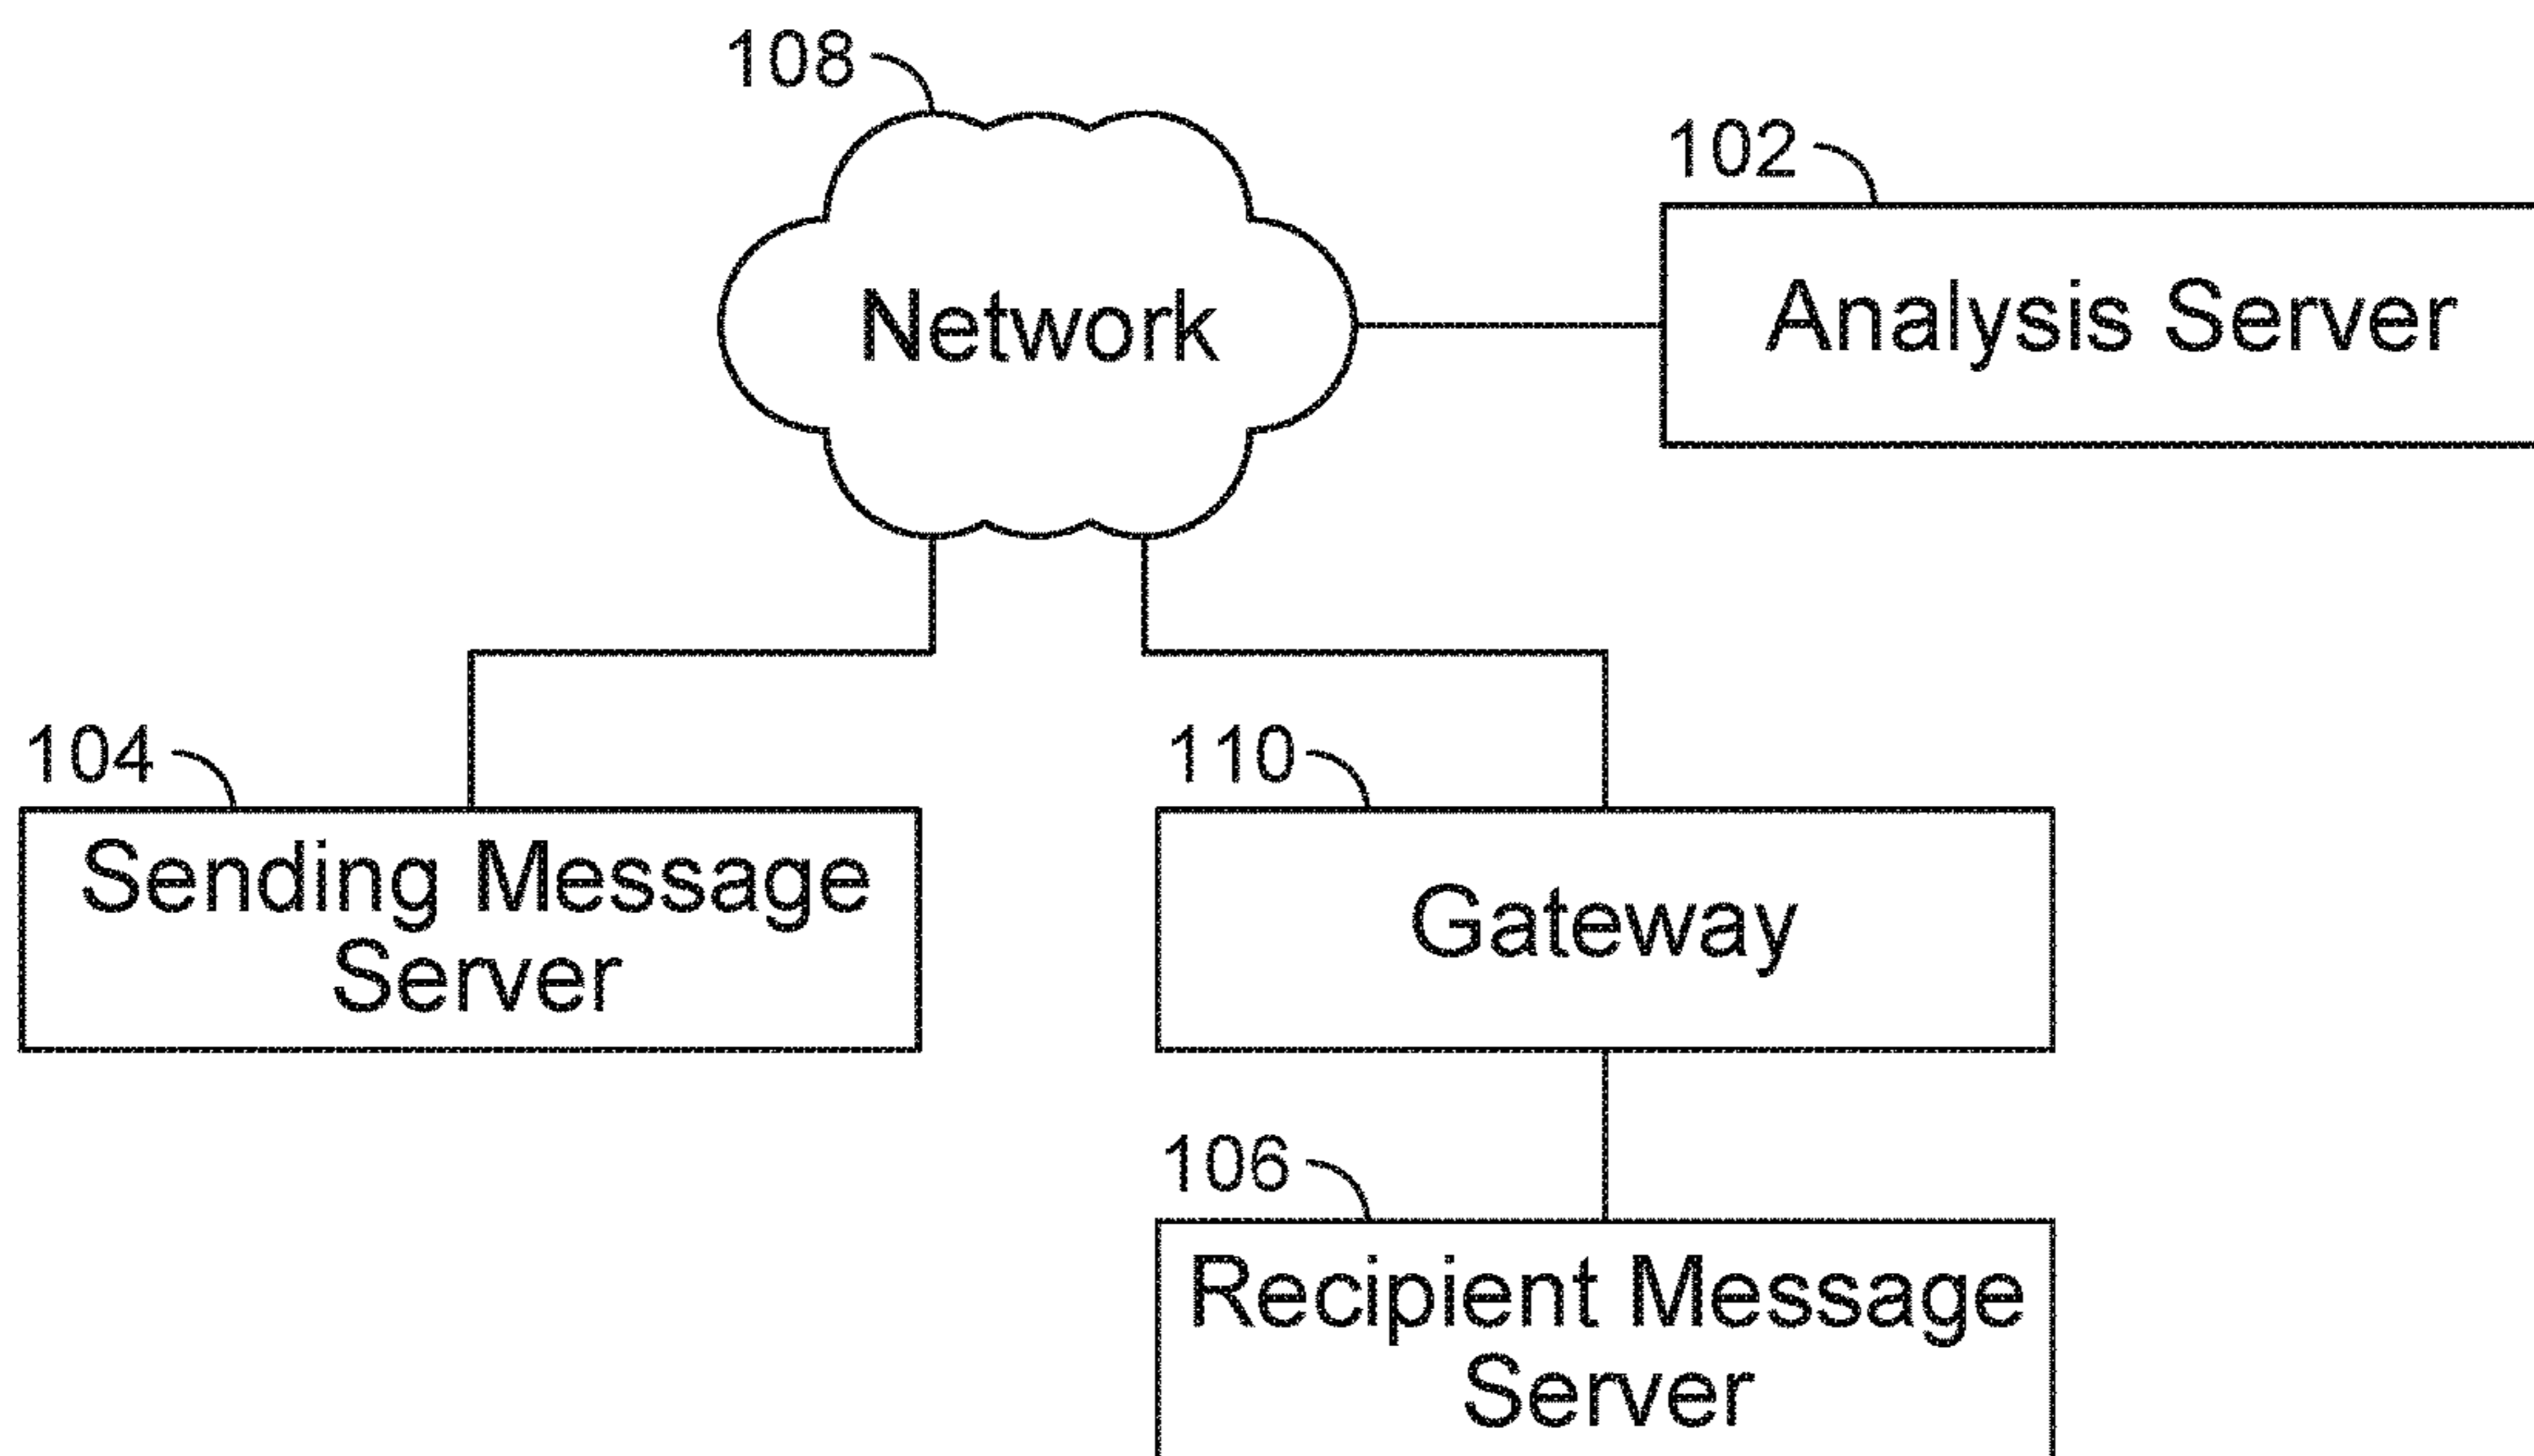 108
102
Network
Analysis Server
104
110
Sending Message
Server
Gateway
106
Recipient Message
Server